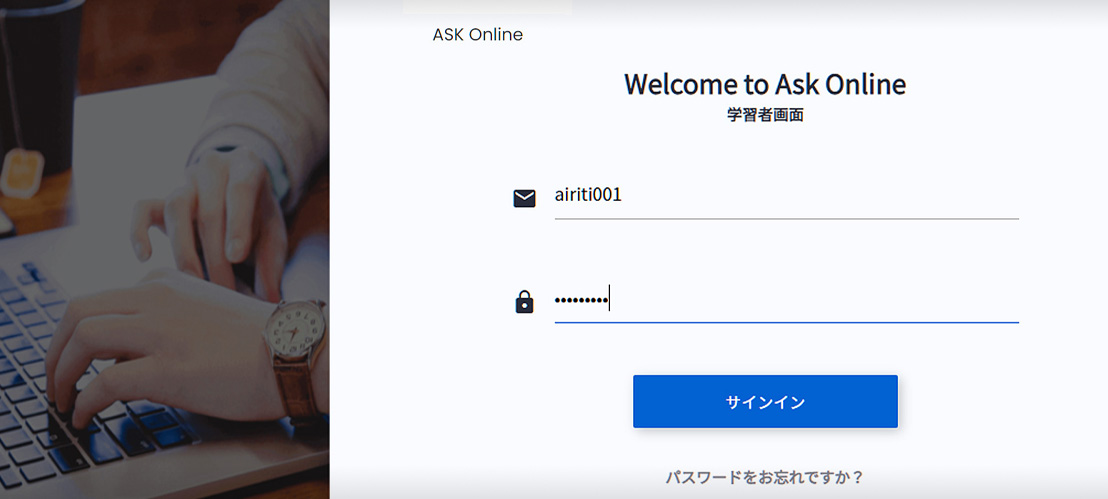 ASK Online
Welcome to Ask Online
学習者画面
airiti001
•••••••••
サインイン
パスワードをお忘れですか？